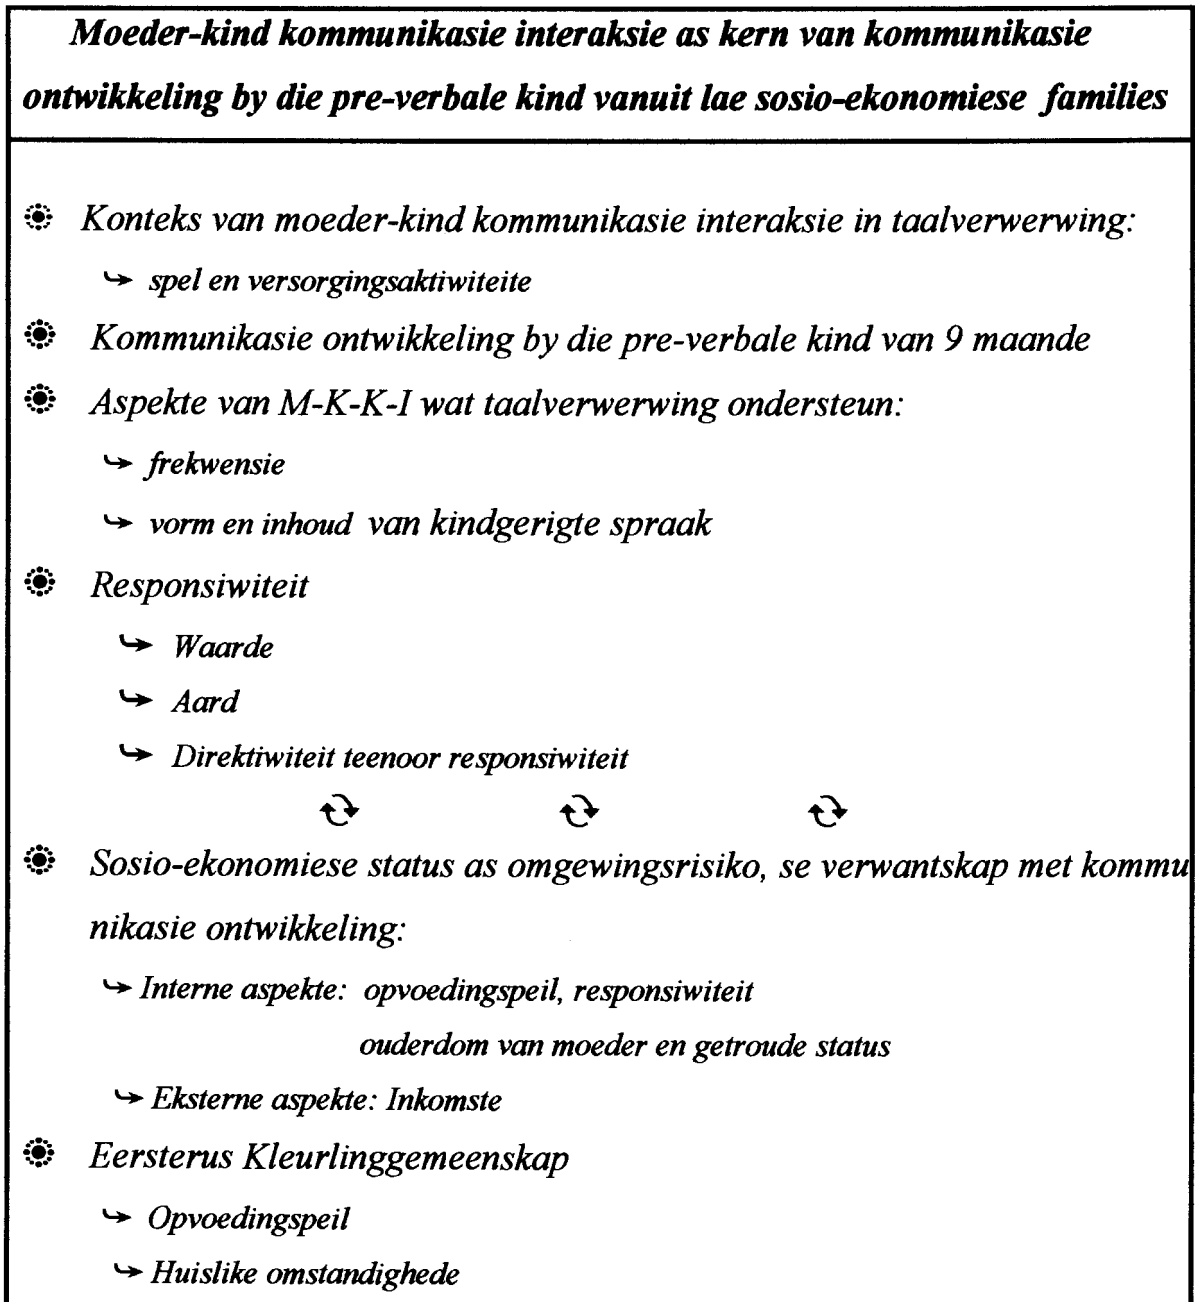 Moeder-kind kommunikasie interaksie as kern van kommunikasie
ontwikkeling by die pre-verbale kind vanuit lae sosio-ekonomiese families
Konteks van moeder-kind kommunikasie interaksie in taalverwerwing:
spel en versorgingsaktiwiteite
Kommunikasie ontwikkeling by die pre-verbale kind van 9 maande
Aspekte van M-K-K-I wat taalverwerwing ondersteun:
frekwensie
vorm en inhoud van kindgerigte spraak
Responsiwiteit
Waarde
Aard
Direktiwiteit teenoor responsiwiteit
Sosio-ekonomiese status as omgewingsrisiko, se verwantskap met kommu
nikasie ontwikkeling:
Interne aspekte: opvoedingspeil, responsiwiteit
ouderdom van moeder en getroude status
Eksterne aspekte: Inkomste
Eersterus Kleurlinggemeenskap
Opvoedingspeil
Huislike omstandighede